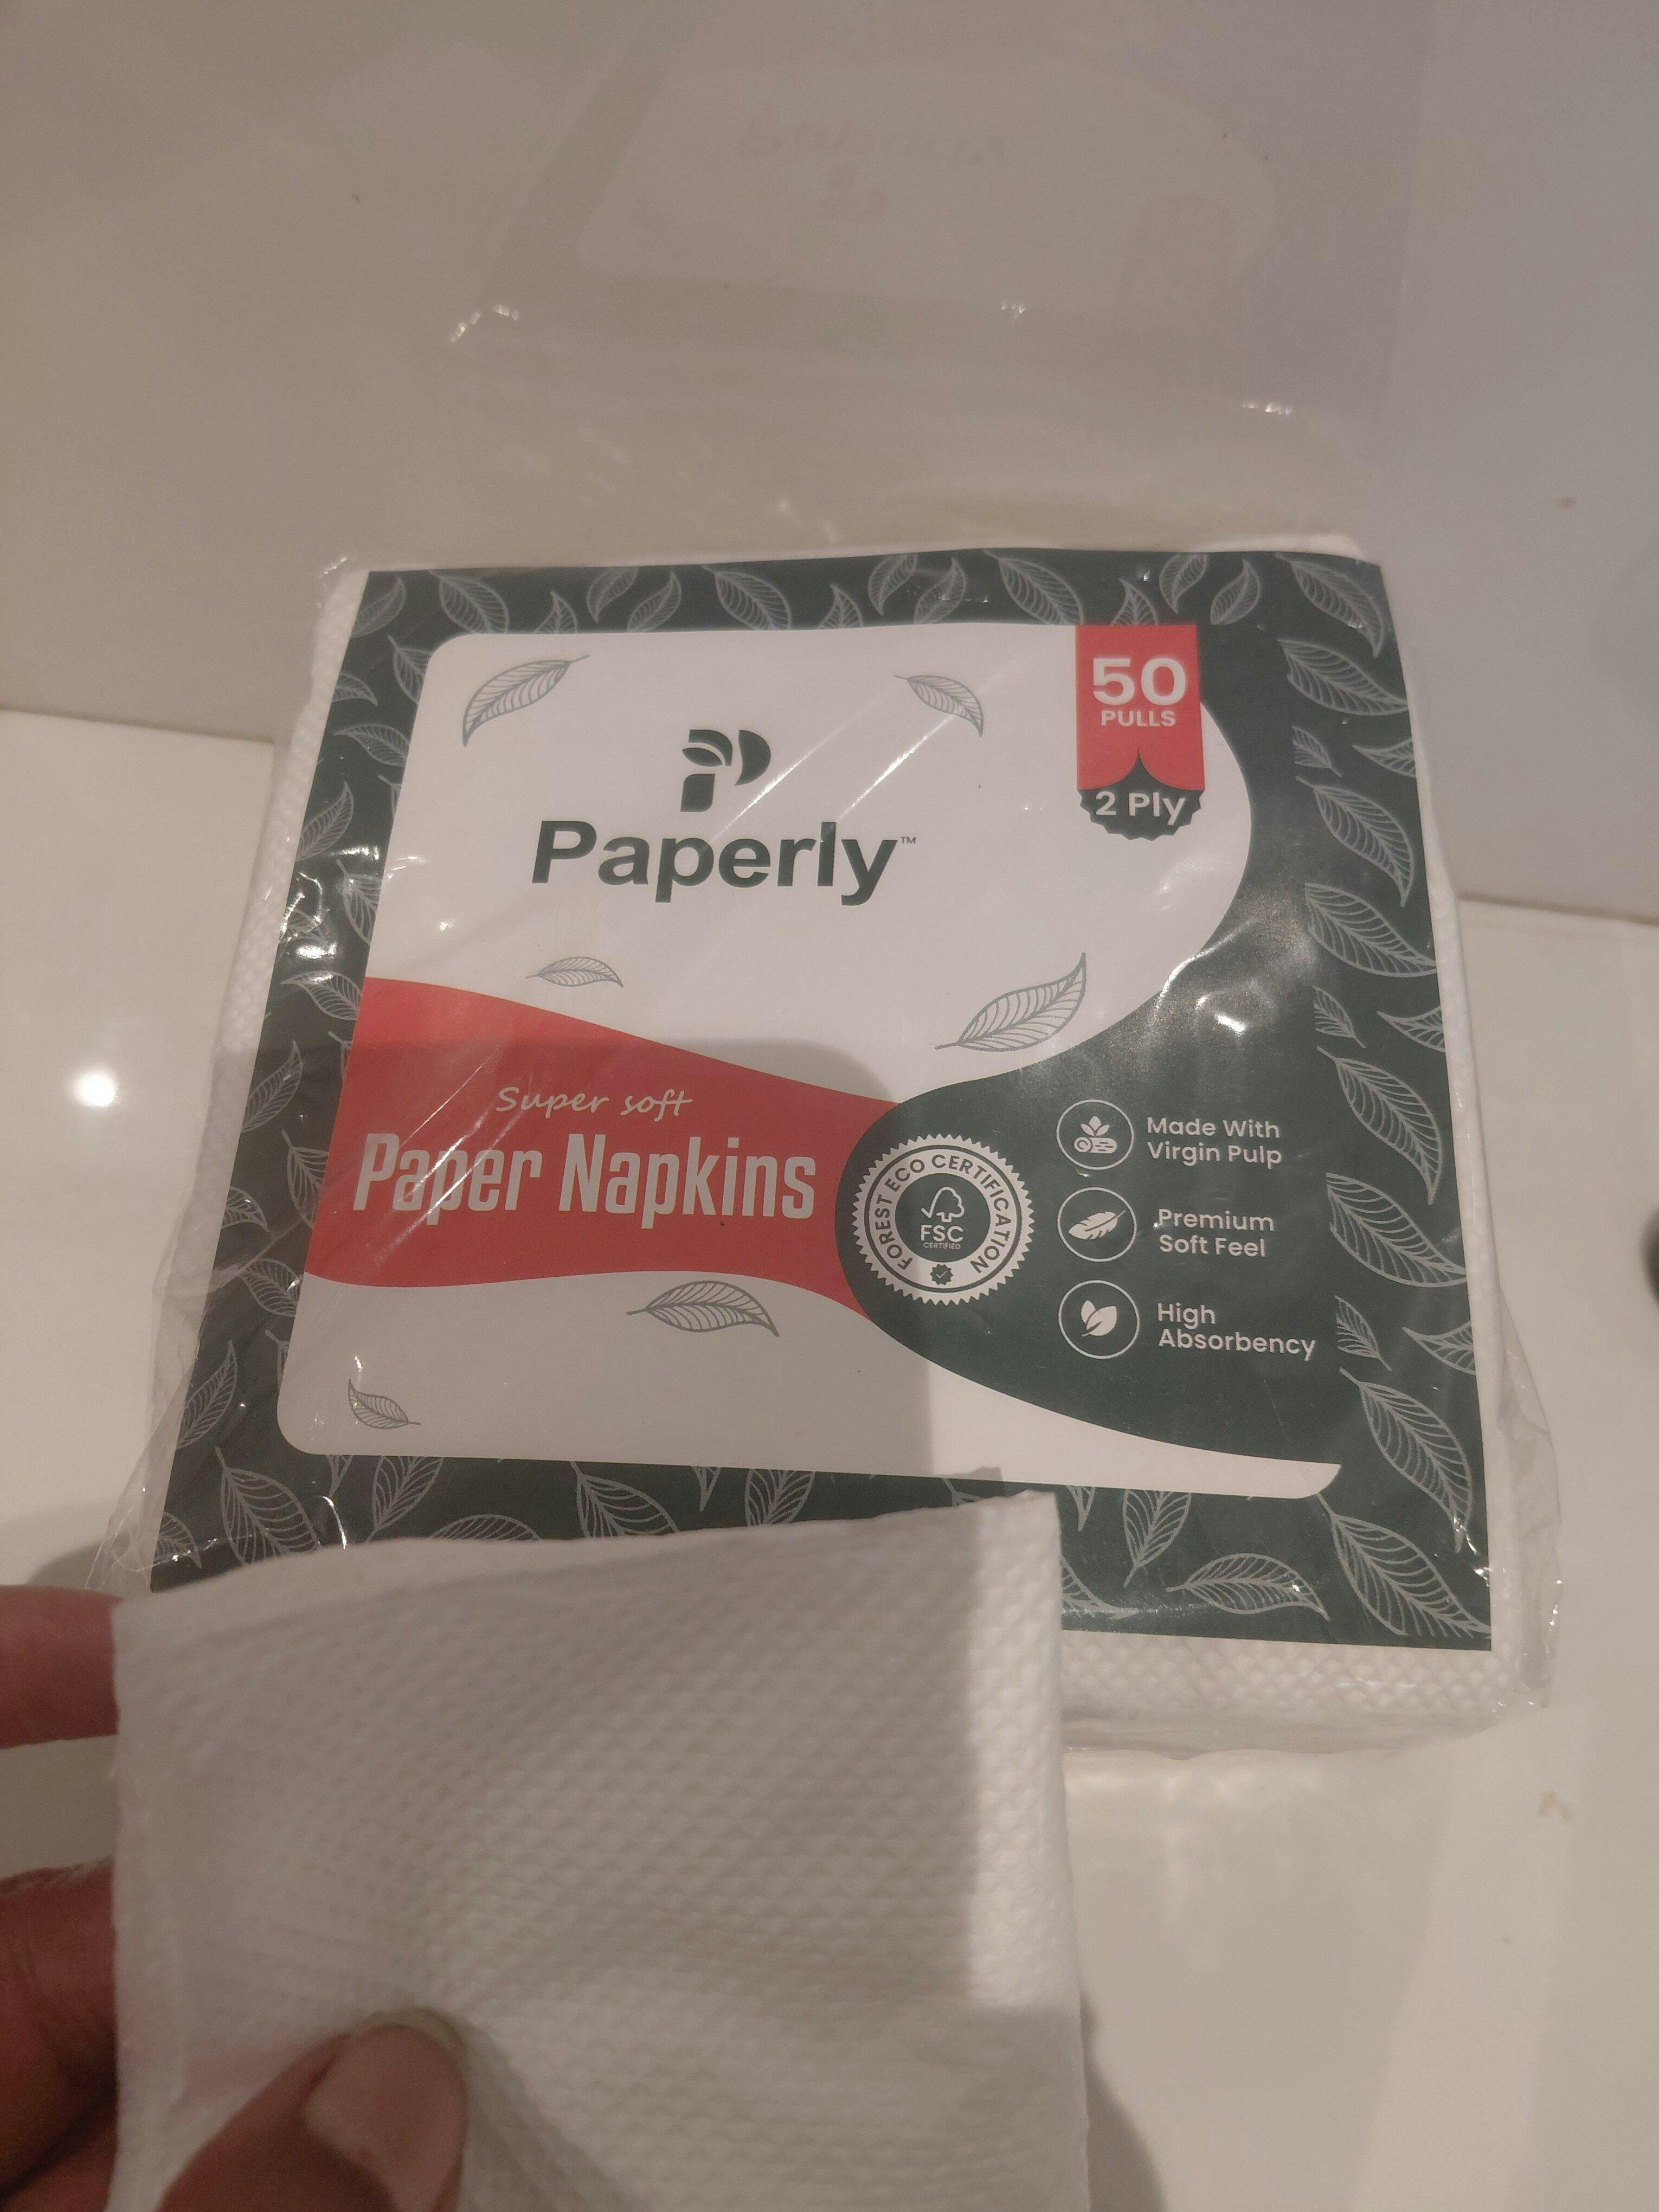 50
PULLS
2 Ply
Paperly™
Super soft
Paper Napkins
FOREST ECO CERTIFICATION
FSC
CERTIFIED
Made With
Virgin Pulp
Premium
Soft Feel
High
Absorbency